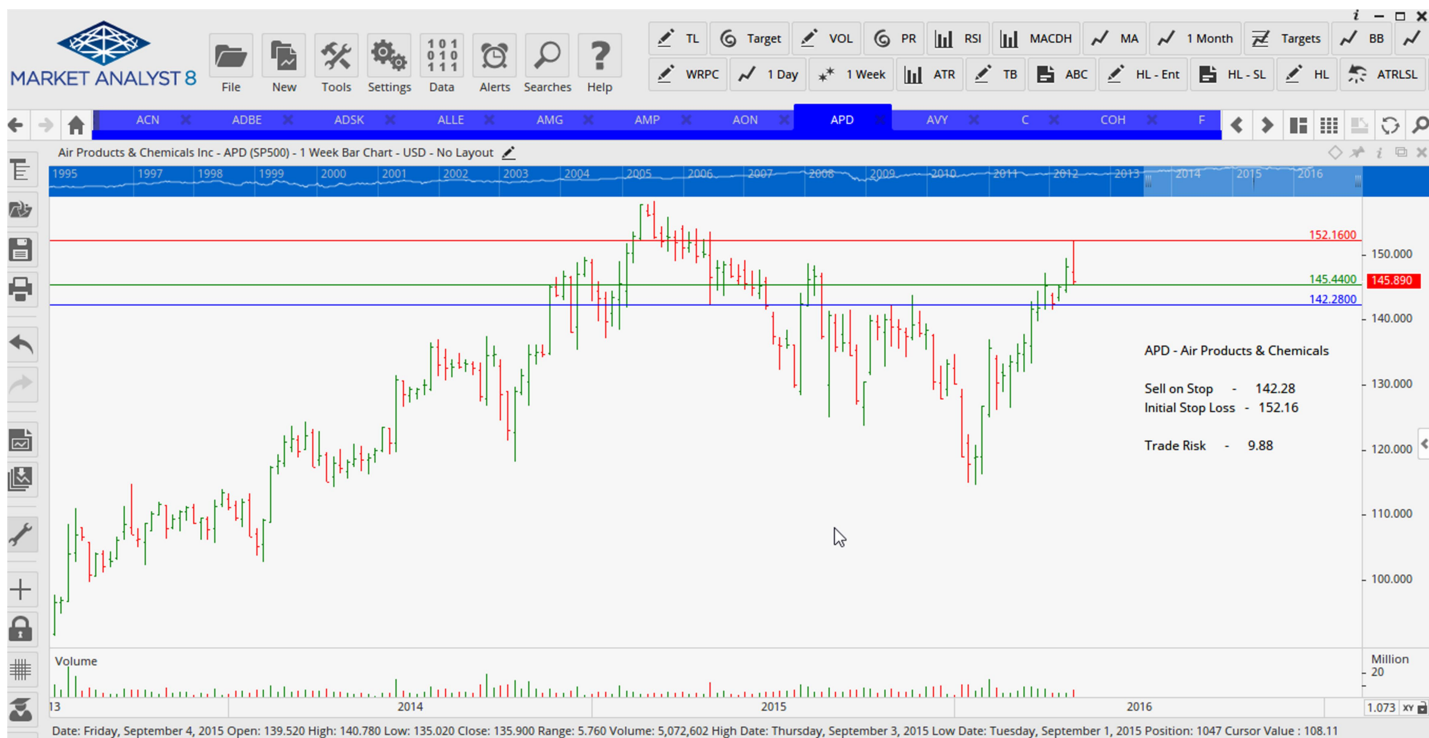 TL Target VOL PR RSI MACDH MA 1 Month Targets BB
MARKET ANALYST 8
File New Tools Settings Data Alerts Searches Help
WRPC 1 Day 1 Week ATR TB ABC HL - Ent HL - SL HL ATRLSL
ACN ADBE ADSK ALLE AMG AMP AON APD AVY C COH F
Air Products & Chemicals Inc - APD (SP500) - 1 Week Bar Chart - USD - No Layout
1995 1997 1998 1999 2000 2001 2002 2003 2004 2005 2006 2007 2008 2009 2010 2011 2012 2013 2014 2015 2016
152.1600
150.000
145.4400
145.890
142.2800
140.000
APD - Air Products & Chemicals
Sell on Stop - 142.28
130.000
Initial Stop Loss - 152.16
Trade Risk - 9.88
120.000
110.000
100.000
Volume
Million
20
13 2014 2015 2016
1.073 XY
Date: Friday, September 4, 2015 Open: 139.520 High: 140.780 Low: 135.020 Close: 135.900 Range: 5.760 Volume: 5,072,602 High Date: Thursday, September 3, 2015 Low Date: Tuesday, September 1, 2015 Position: 1047 Cursor Value : 108.11